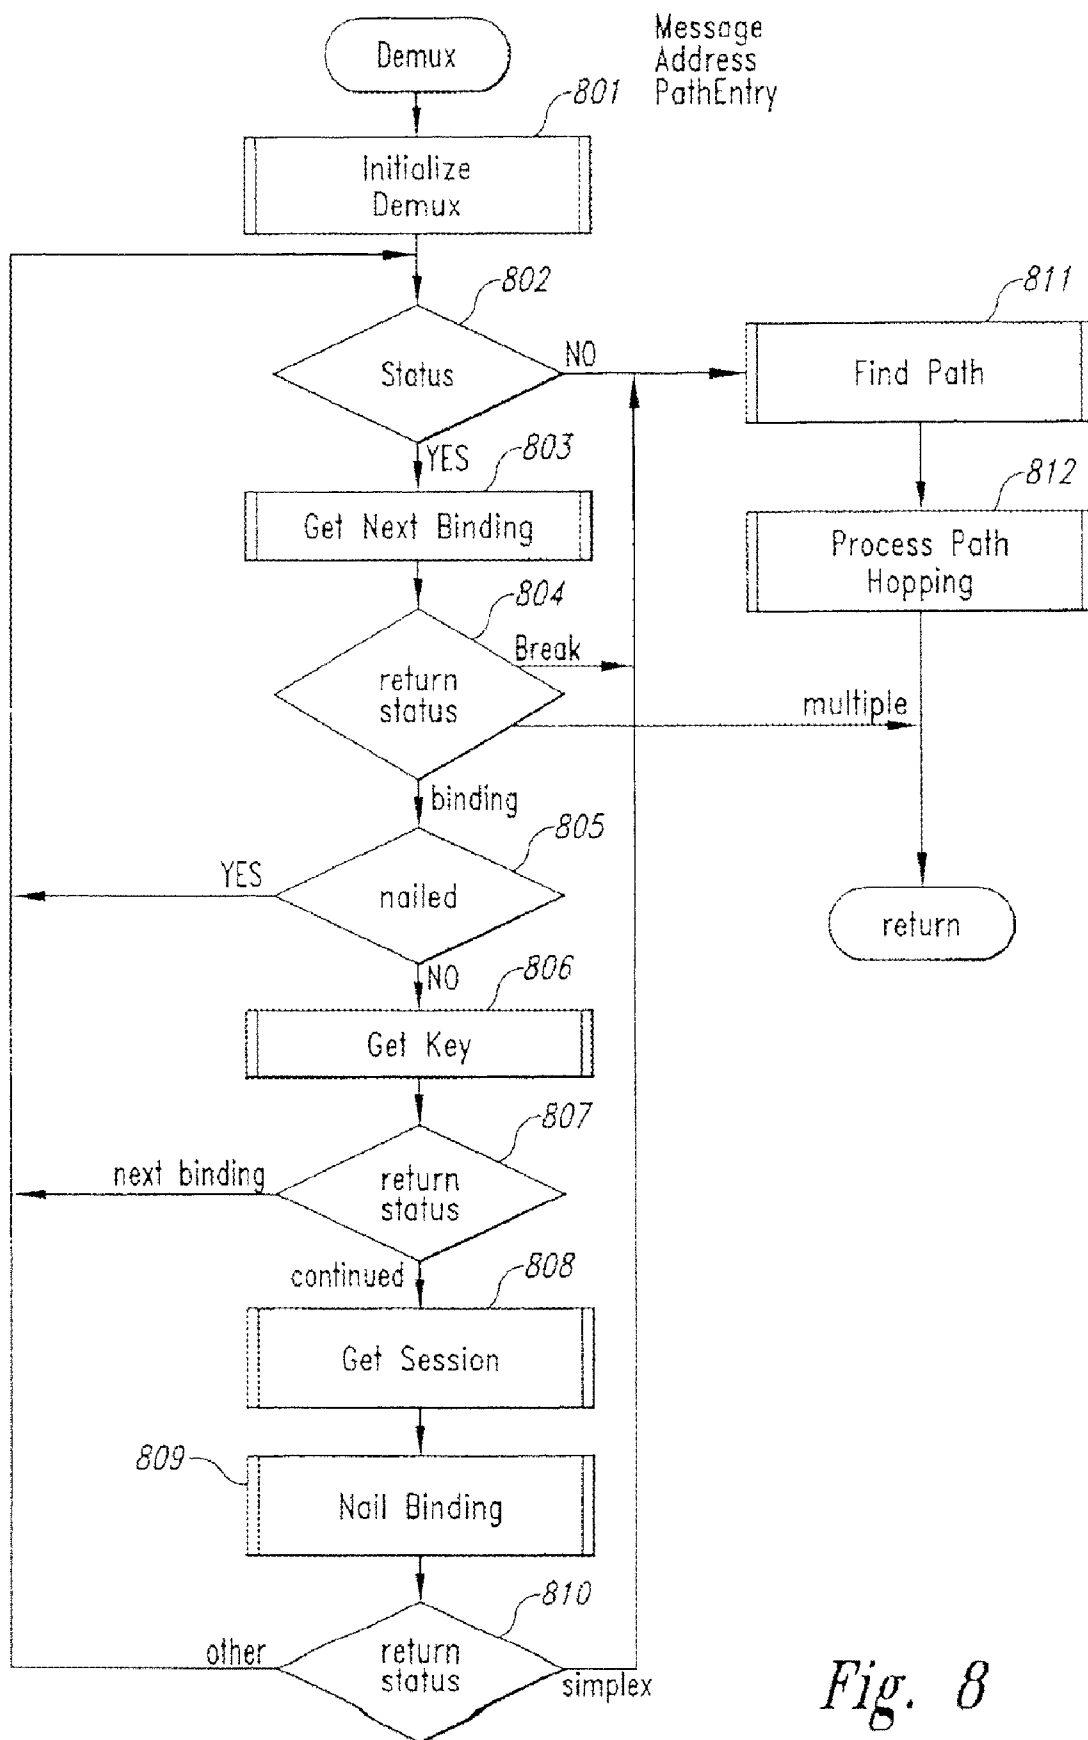 Demux
Message
Address
PathEntry
801
Initialize
Demux
802
Status
NO
YES
811
Find Path
803
Get Next Binding
812
Process Path
Hopping
804
return
status
Break
multiple
binding
805
nailed
YES
NO
return
806
Get Key
807
return
status
next binding
continued
808
Get Session
809
Nail Binding
810
return
status
other
simplex
Fig. 8